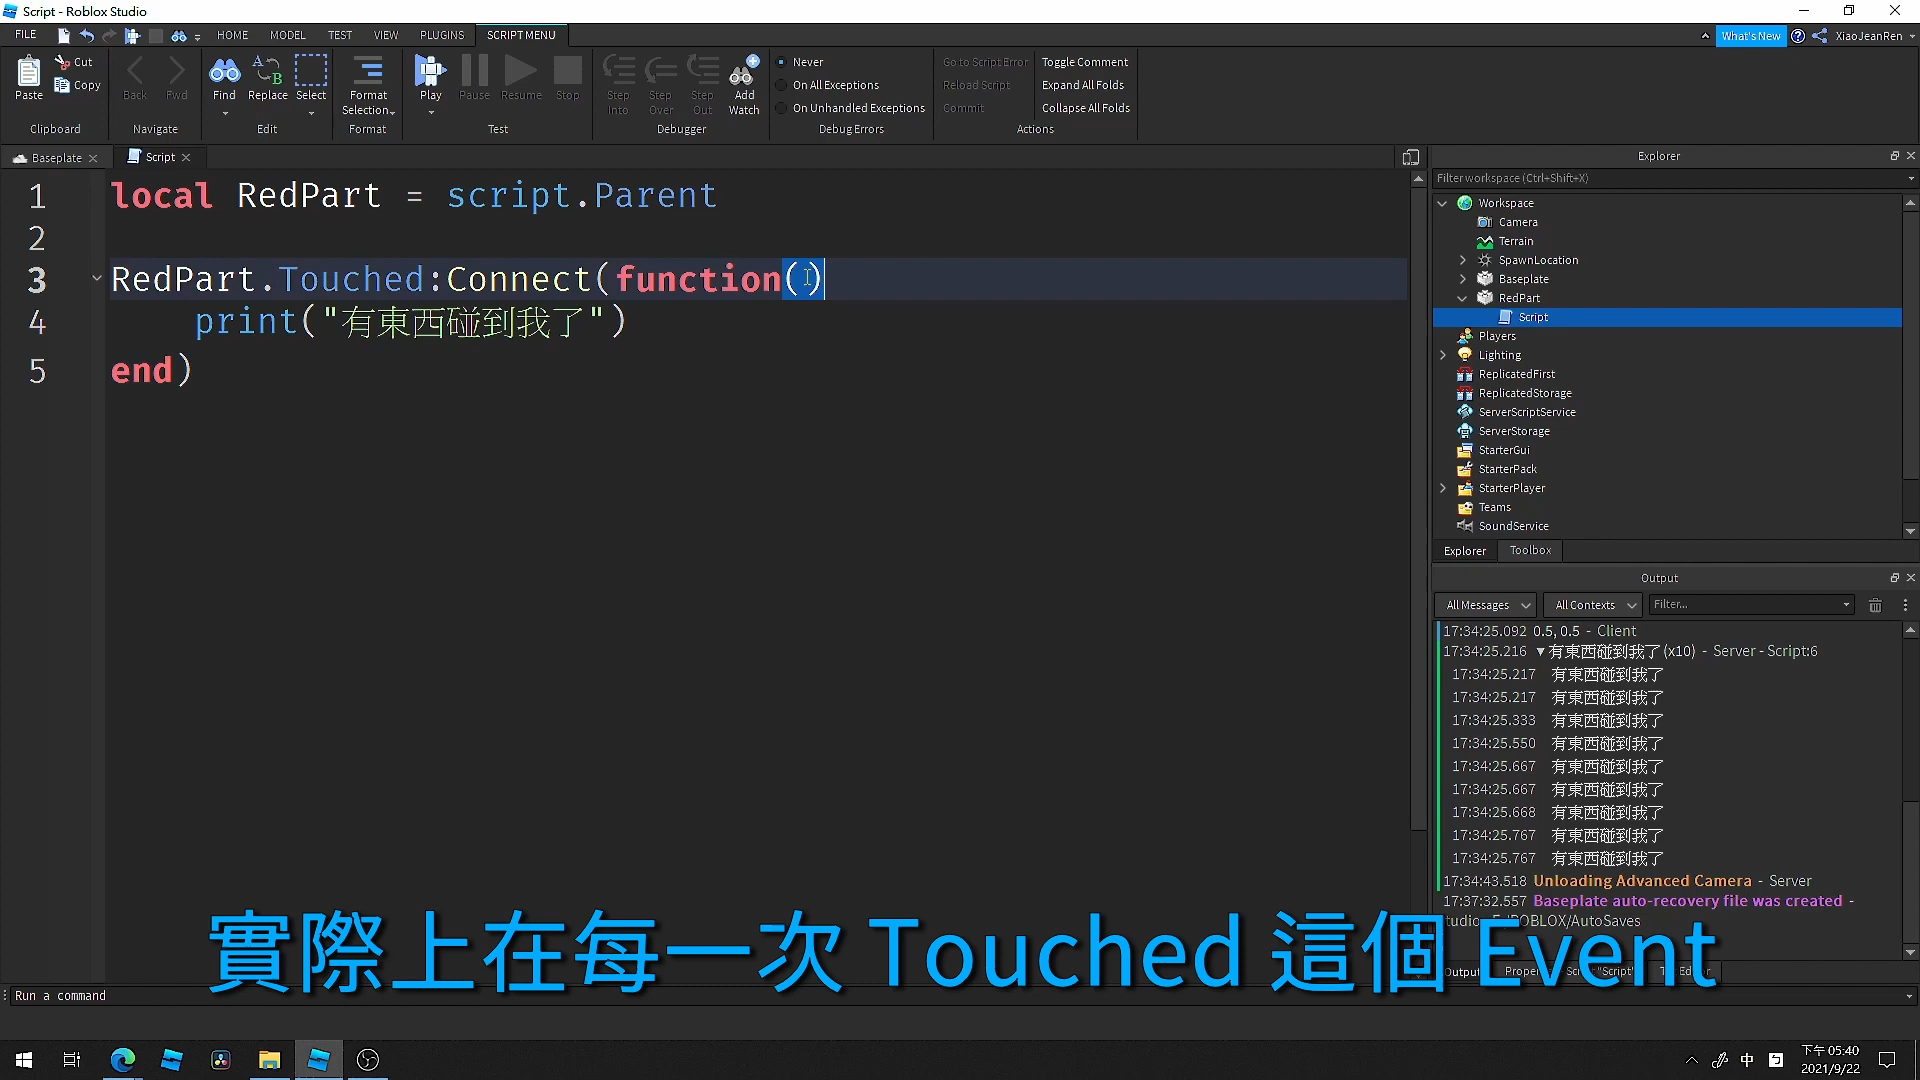 Script - Roblox Studio
FILE HOME MODEL TEST VIEW PLUGINS SCRIPT MENU What's New XiaoJeanRen
Paste Cut Copy Clipboard
Back Fwd Navigate
Find Replace Select Edit
Format Selection Format
Play Pause Resume Stop Test
Step Into Step Over Step Out Add Watch Debugger
Never
On All Exceptions
On Unhandled Exceptions
Debug Errors
Go to Script Error Toggle Comment
Reload Script Expand All Folds
Commit Collapse All Folds
Actions
Baseplate Script
1 local RedPart = script.Parent
2
3 RedPart.Touched:Connect(function()
4 print("有東西碰到我了")
5 end)
Explorer
Filter workspace (Ctrl+Shift+X)
Workspace
Camera
Terrain
SpawnLocation
Baseplate
RedPart
Script
Players
Lighting
ReplicatedFirst
ReplicatedStorage
ServerScriptService
ServerStorage
StarterGui
StarterPack
StarterPlayer
Teams
SoundService
Explorer Toolbox
Output
All Messages All Contexts Filter...
17:34:25.092 0.5, 0.5 - Client
17:34:25.216 ▼有東西碰到我了 (x10) - Server - Script:6
17:34:25.217 有東西碰到我了
17:34:25.217 有東西碰到我了
17:34:25.333 有東西碰到我了
17:34:25.550 有東西碰到我了
17:34:25.667 有東西碰到我了
17:34:25.667 有東西碰到我了
17:34:25.668 有東西碰到我了
17:34:25.767 有東西碰到我了
17:34:25.767 有東西碰到我了
17:34:43.518 Unloading Advanced Camera - Server
17:37:32.557 Baseplate auto-recovery file was created -
OBLOX/AutoSaves
實際上在每一次 Touched 這個 Event
Output
Run a command
中
下午 05:40
2021/9/22